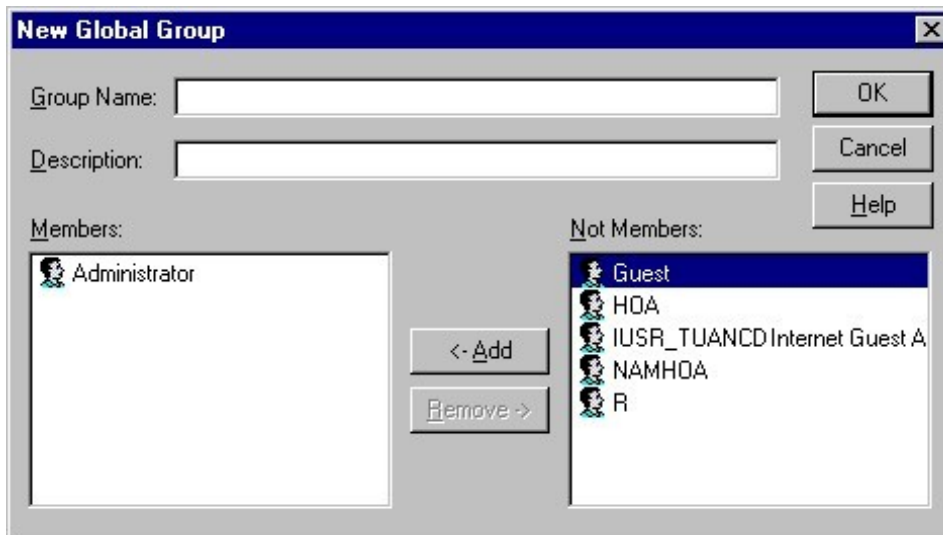 New Global Group
Group Name:
OK
Description:
Cancel
Help
Members:
Not Members:
Administrator
Guest
HOA
IUSR_TUANCD Internet Guest A
NAMHOA
R
<- Add
Remove ->